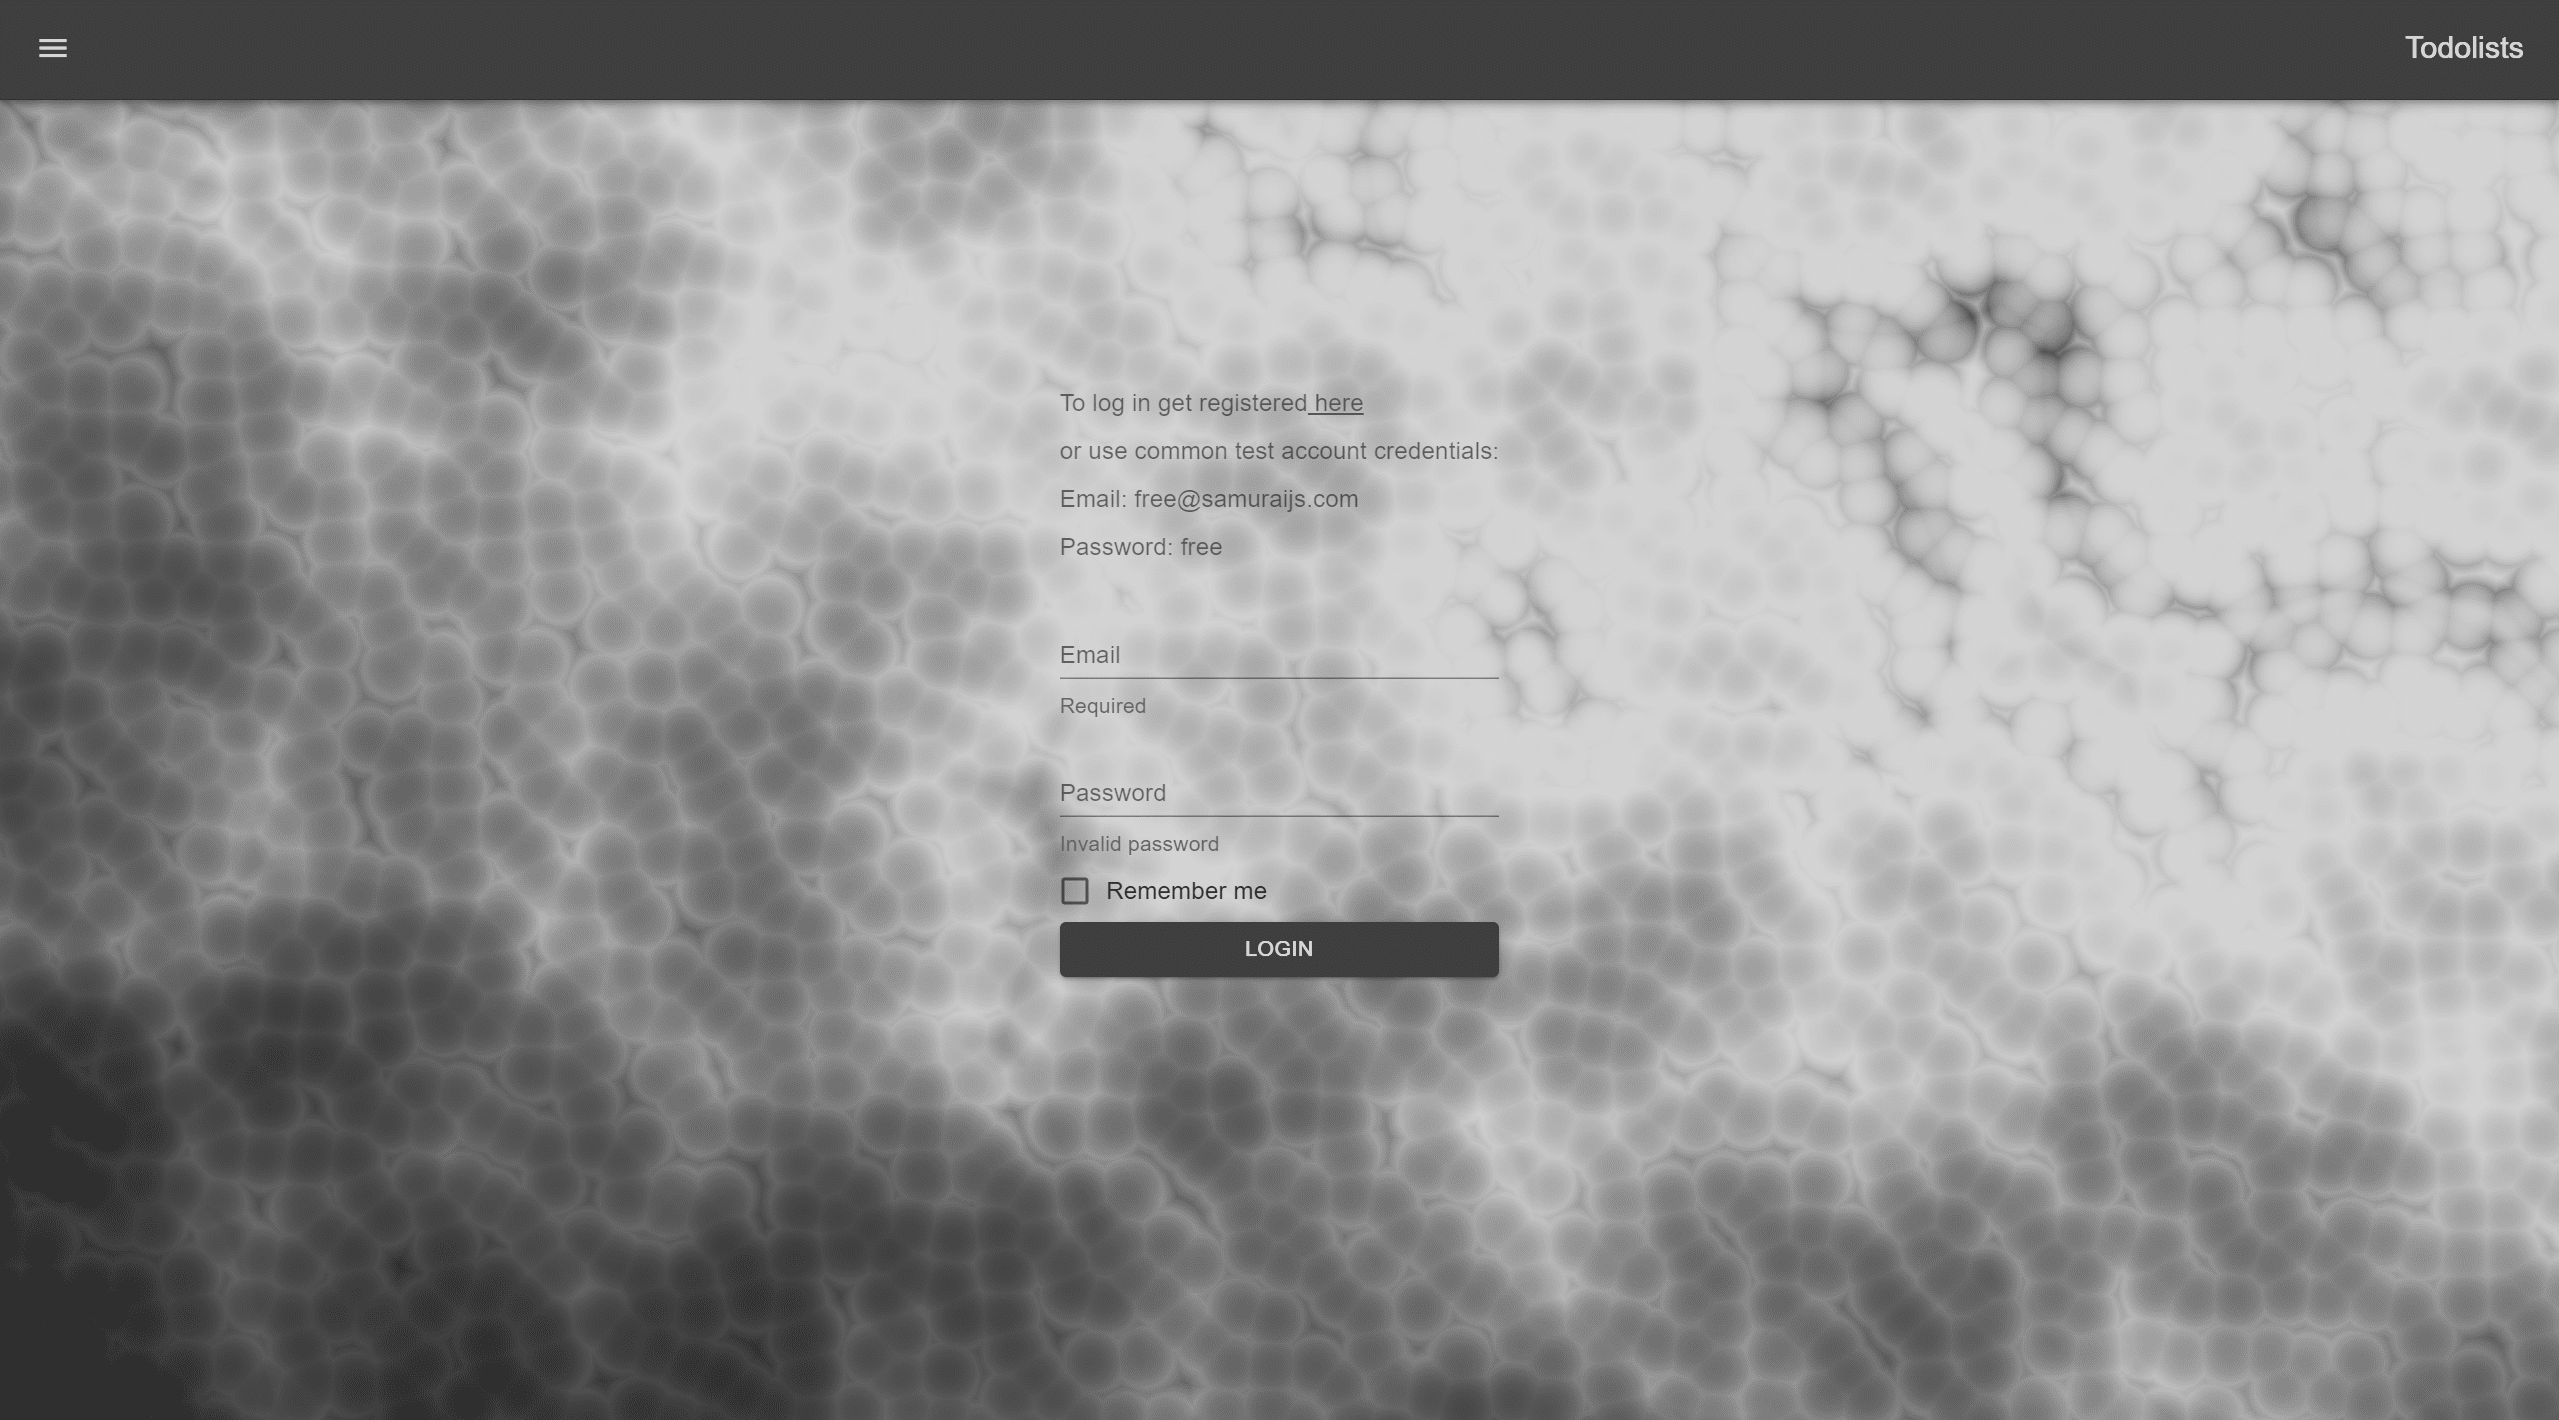 Todolists
To log in get registered here
or use common test account credentials:
Email: free@samuraijs.com
Password: free
Email
Required
Password
Invalid password
Remember me
LOGIN